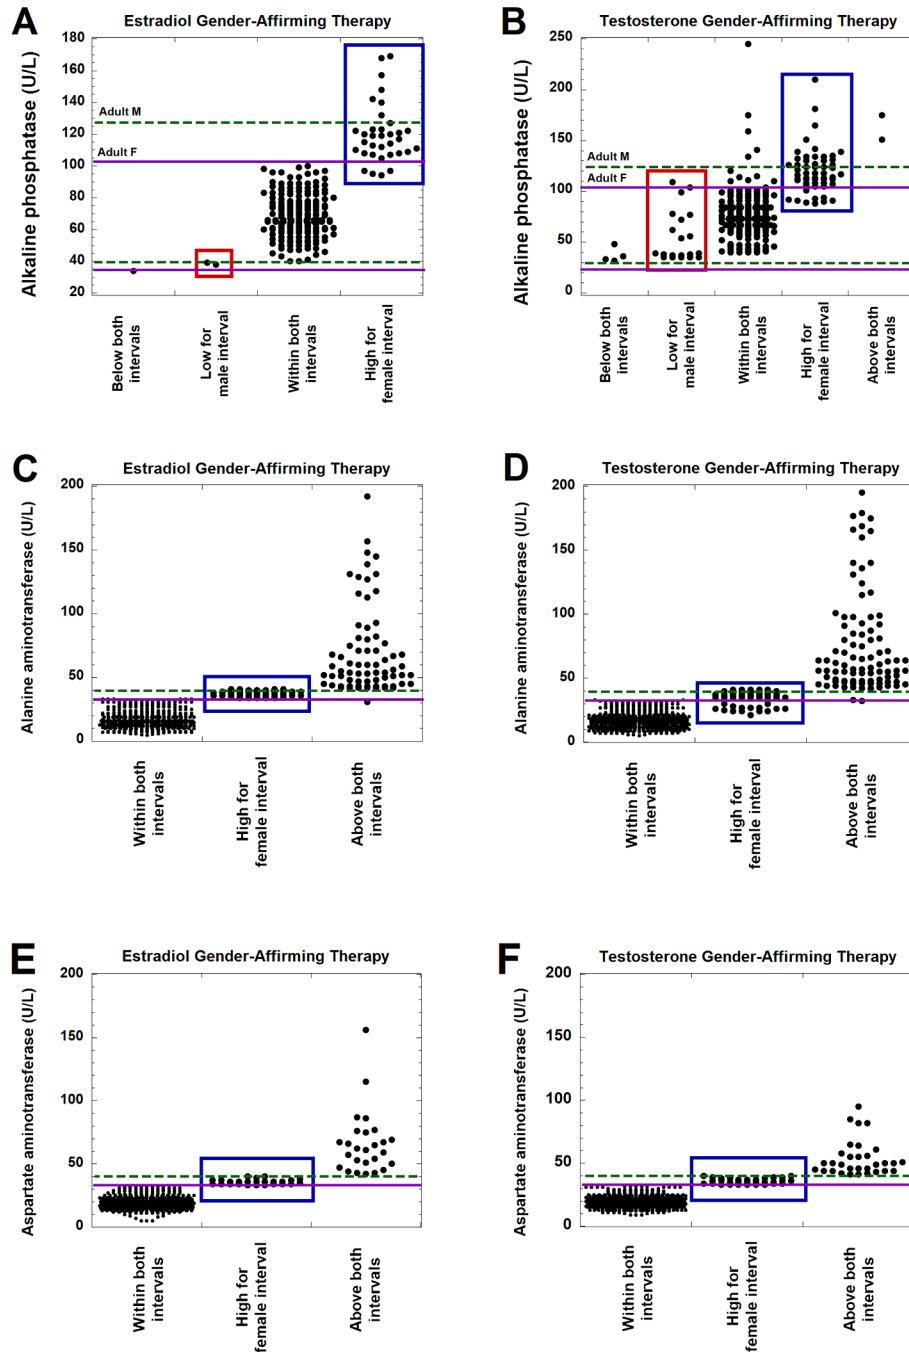 A
Estradiol Gender-Affirming Therapy
Alkaline phosphatase (U/L)
180
160
140
120
100
80
60
40
20
Adult M
Adult F
Below both
intervals
Low for
male interval
Within both
intervals
High for
female interval
B
Testosterone Gender-Affirming Therapy
Alkaline phosphatase (U/L)
250
200
150
100
50
0
Adult M
Adult F
Below both
intervals
Low for
male interval
Within both
intervals
High for
female interval
Above both
intervals
C
Estradiol Gender-Affirming Therapy
Alanine aminotransferase (U/L)
200
150
100
50
0
Within both
intervals
High for
female interval
Above both
intervals
D
Testosterone Gender-Affirming Therapy
Alanine aminotransferase (U/L)
200
150
100
50
0
Within both
intervals
High for
female interval
Above both
intervals
E
Estradiol Gender-Affirming Therapy
Aspartate aminotransferase (U/L)
200
150
100
50
0
Within both
intervals
High for
female interval
Above both
intervals
F
Testosterone Gender-Affirming Therapy
Aspartate aminotransferase (U/L)
200
150
100
50
0
Within both
intervals
High for
female interval
Above both
intervals